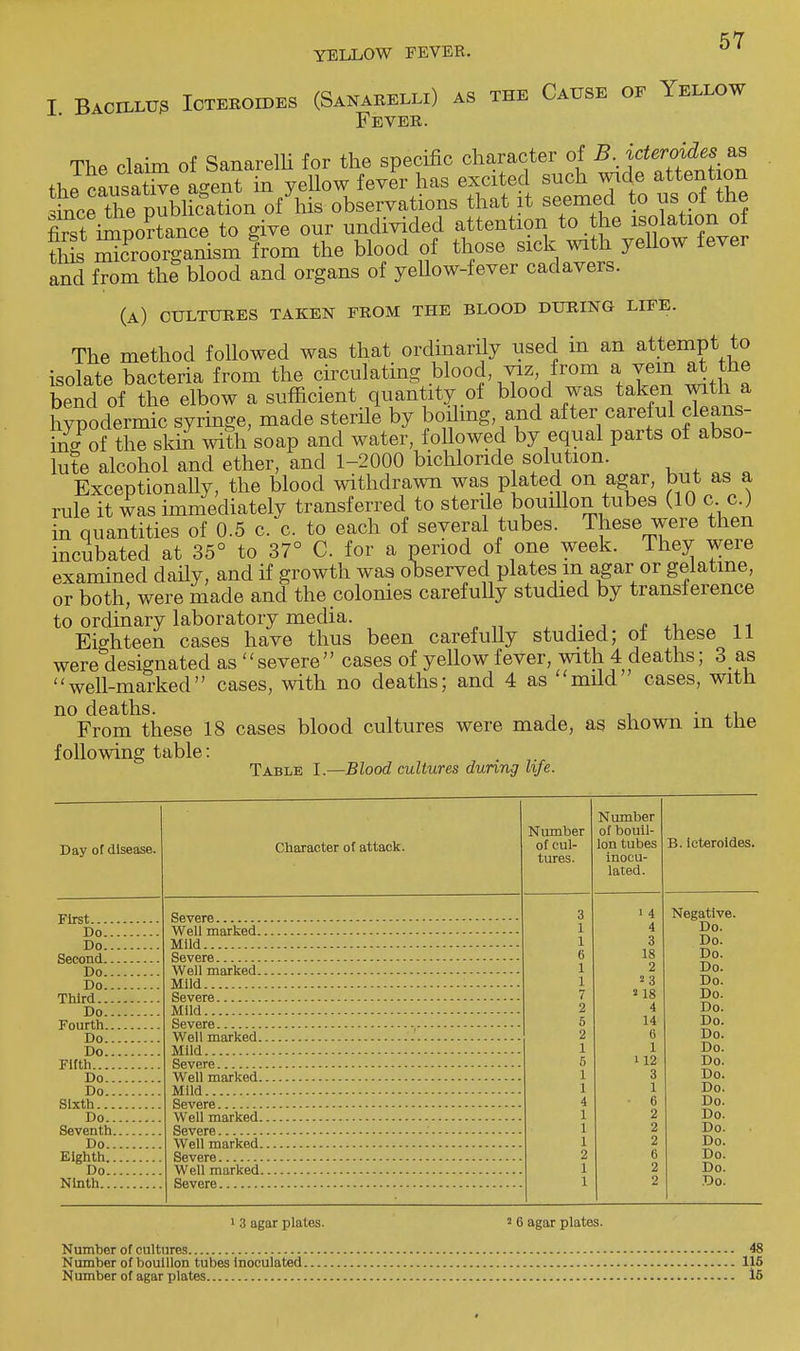 YELLOW FEVER.
57
I. BACILLUS ICTEROIDES (SANARELLI) AS THE CAUSE OF YELLOW
FEVER.
The claim of Sanarelli for the specific character of B. icteroides as
the causative agent in yellow fever has excited such wide attention
since the publication of his observations that it seemed to us of the
first importance to give our undivided attention to the isolation of
this microorganism from the blood of those sick with yellow fever
and from the blood and organs of yellow-fever cadavers.
(A) CULTURES TAKEN FROM THE BLOOD DURING LIFE.
The method followed was that ordinarily used in an attempt to
isolate bacteria from the circulating blood, viz, from a vein at the
bend of the elbow a sufficient quantity of blood was taken with a
hypodermic syringe, made sterile by boiling, and after careful cleans-
ing of the skin with soap and water, followed by equal parts of abso-
lute alcohol and ether, and 1-2000 bichloride solution.
Exceptionally, the blood withdrawn was plated on agar, but as a
rule it was immediately transferred to sterile bouillon tubes (10 c. c.)
in quantities of 0.5 c. c. to each of several tubes. These were then
incubated at 35° to 37° C. for a period of one week. They were
examined daily, and if growth was observed plates in agar or gelatine,
or both, were made and the colonies carefully studied by transference
to ordinary laboratory media.
Eighteen cases have thus been carefully studied; of these 11
were designated as "severe" cases of yellow fever, with 4 deaths; 3 as
"well-marked" cases, with no deaths; and 4 as "mild" cases, with
no deaths.
From these 18 cases blood cultures were made, as shown in the
following table:
TABLE I.—Blood cultures during life.
Day of disease. Character of attack. Number of cul-tures. Number of bouil-lon tubes inocu-lated. B. icteroides.
First.......... Severe.......... 3 ¹ 4 Negative.
Do.......... Well marked.......... 1 4 Do.
Do.......... Mild.......... 1 3 Do.
Second.......... Severe.......... 6 18 Do.
Do.......... Well marked.......... 1 2 Do.
Do.......... Mild.......... 1 ² 3 Do.
Third.......... Severe.......... 7 ² 18 Do.
Do.......... Mild.......... 2 4 Do.
Fourth.......... Severe.......... 5 14 Do.
Do.......... Well marked.......... 2 6 Do.
Do.......... Mild.......... 1 1 Do.
Fifth.......... Severe.......... 5 ¹ 12 Do.
Do.......... Well marked.......... 1 3 Do.
Do.......... Mild.......... 1 1 Do.
Sixth.......... Severe.......... 4 6 Do.
Do.......... Well marked.......... 1 2 Do.
Seventh.......... Severe.......... 1 2 Do.
Do.......... Well marked.......... 1 2 Do.
Eighth.......... Severe.......... 2 6 Do.
Do.......... Well marked.......... 1 2 Do.
Ninth.......... Severe.......... 1 2 Do.
¹ 3 agar plates. ² 6 agar plates.
Number of cultures.......... 48
Number of bouillon tubes inoculated.......... 115
Number of agar plates.......... 15